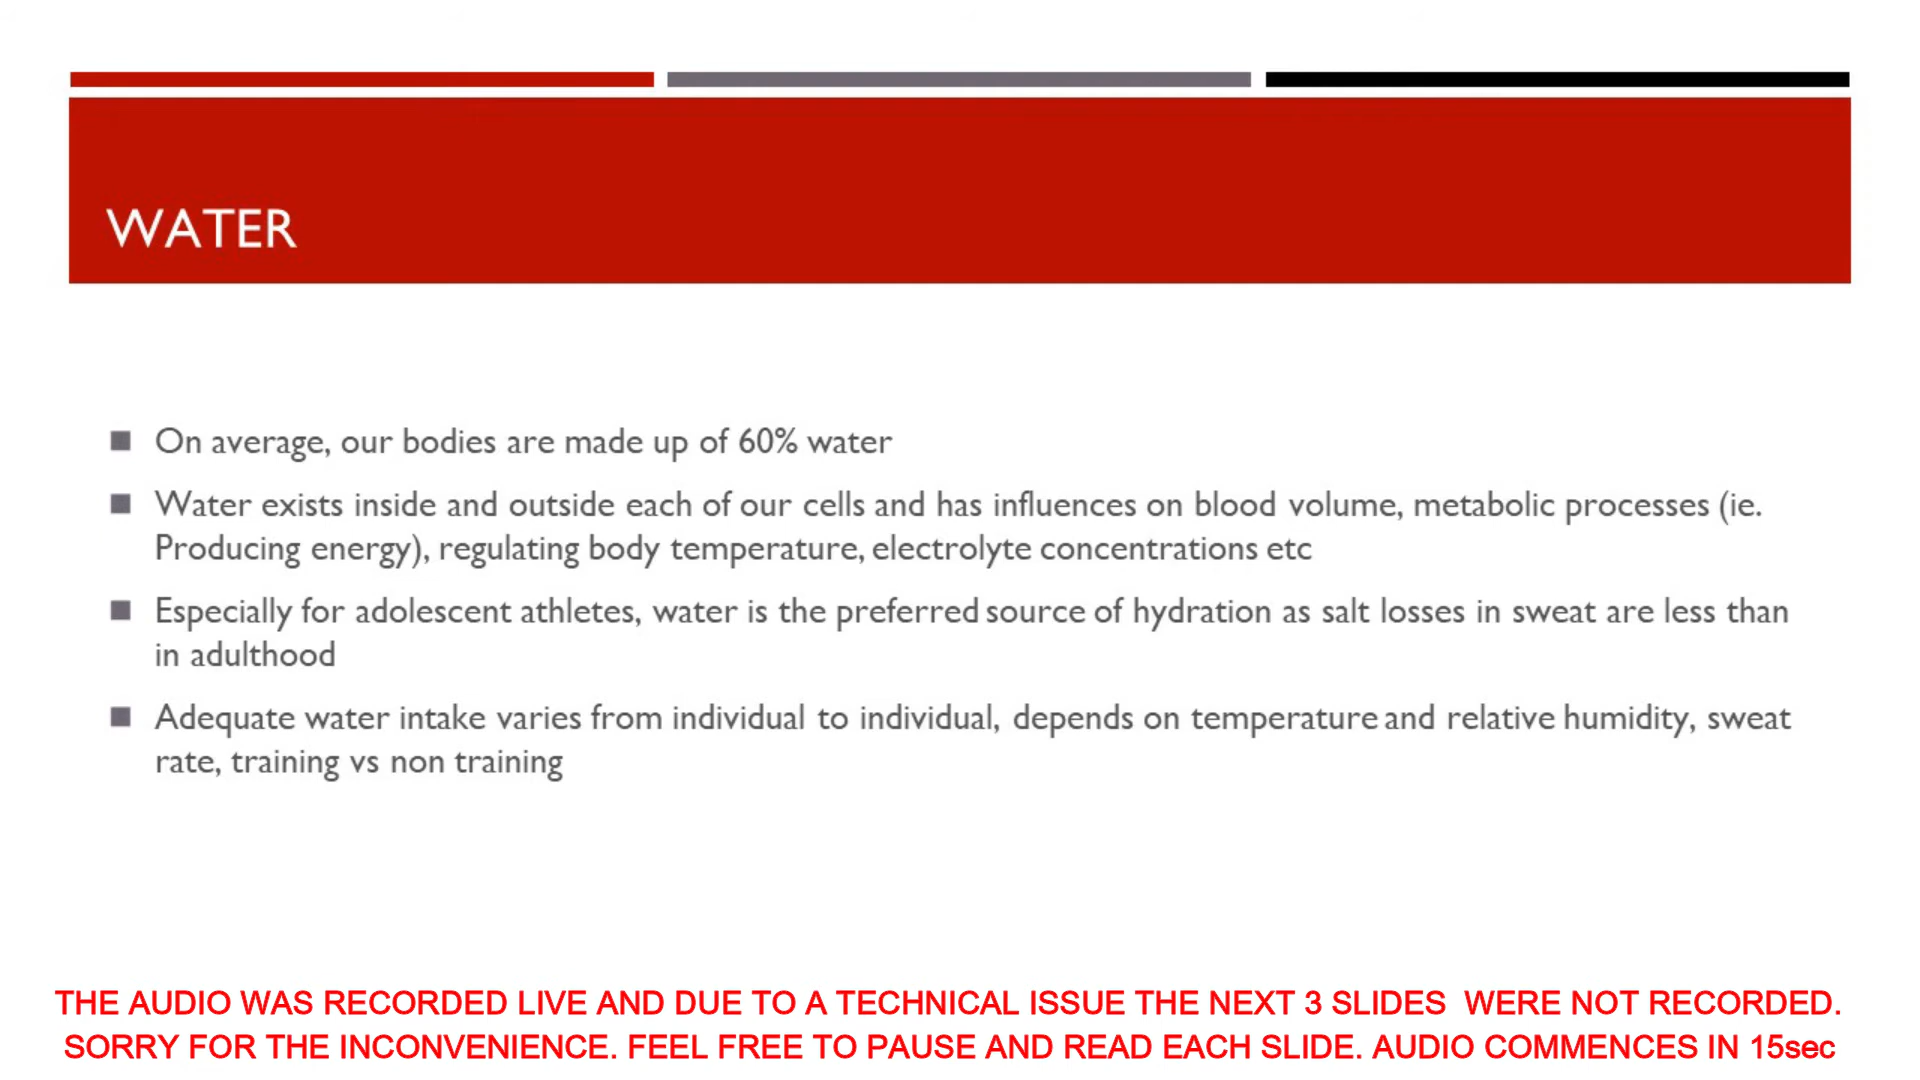 WATER
On average, our bodies are made up of 60% water
Water exists inside and outside each of our cells and has influences on blood volume, metabolic processes (ie.
Producing energy), regulating body temperature, electrolyte concentrations etc
Especially for adolescent athletes, water is the preferred source of hydration as salt losses in sweat are less than
in adulthood
Adequate water intake varies from individual to individual, depends on temperature and relative humidity, sweat
rate, training vs non training
THE AUDIO WAS RECORDED LIVE AND DUE TO A TECHNICAL ISSUE THE NEXT 3 SLIDES WERE NOT RECORDED.
SORRY FOR THE INCONVENIENCE. FEEL FREE TO PAUSE AND READ EACH SLIDE. AUDIO COMMENCES IN 15sec